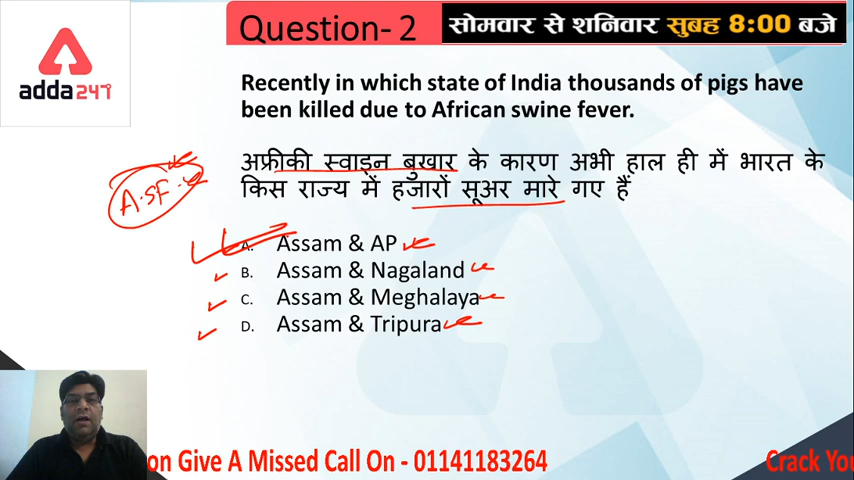 Question- 2
सोमवार से शनिवार सुबह 8:00 बजे
adda247
Recently in which state of India thousands of pigs have
been killed due to African swine fever.
अफ्रीकी स्वाइन बुखार के कारण अभी हाल ही में भारत के
किस राज्य में हजारों सूअर मारे गए हैं
A.SF
A. Assam & AP
B. Assam & Nagaland
C. Assam & Meghalaya
D. Assam & Tripura
on Give A Missed Call On - 01141183264
Crack You